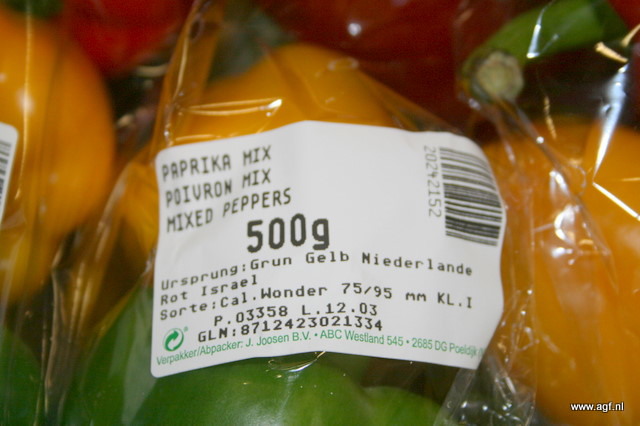 PAPRIKA MIX
POIVRON MIX
MIXED PEPPERS
500g
20242152
Ursprung:Grun Gelb Niederlande
Rot Israel
Sorte:Cal.Wonder 75/95 mm KL.I
P.03358 L.12.03
GLN:8712423021334
Verpakker/Abpacker: J. Joosen B.V. • ABC Westland 545 • 2685 DG Poeldijk
www.agf.nl